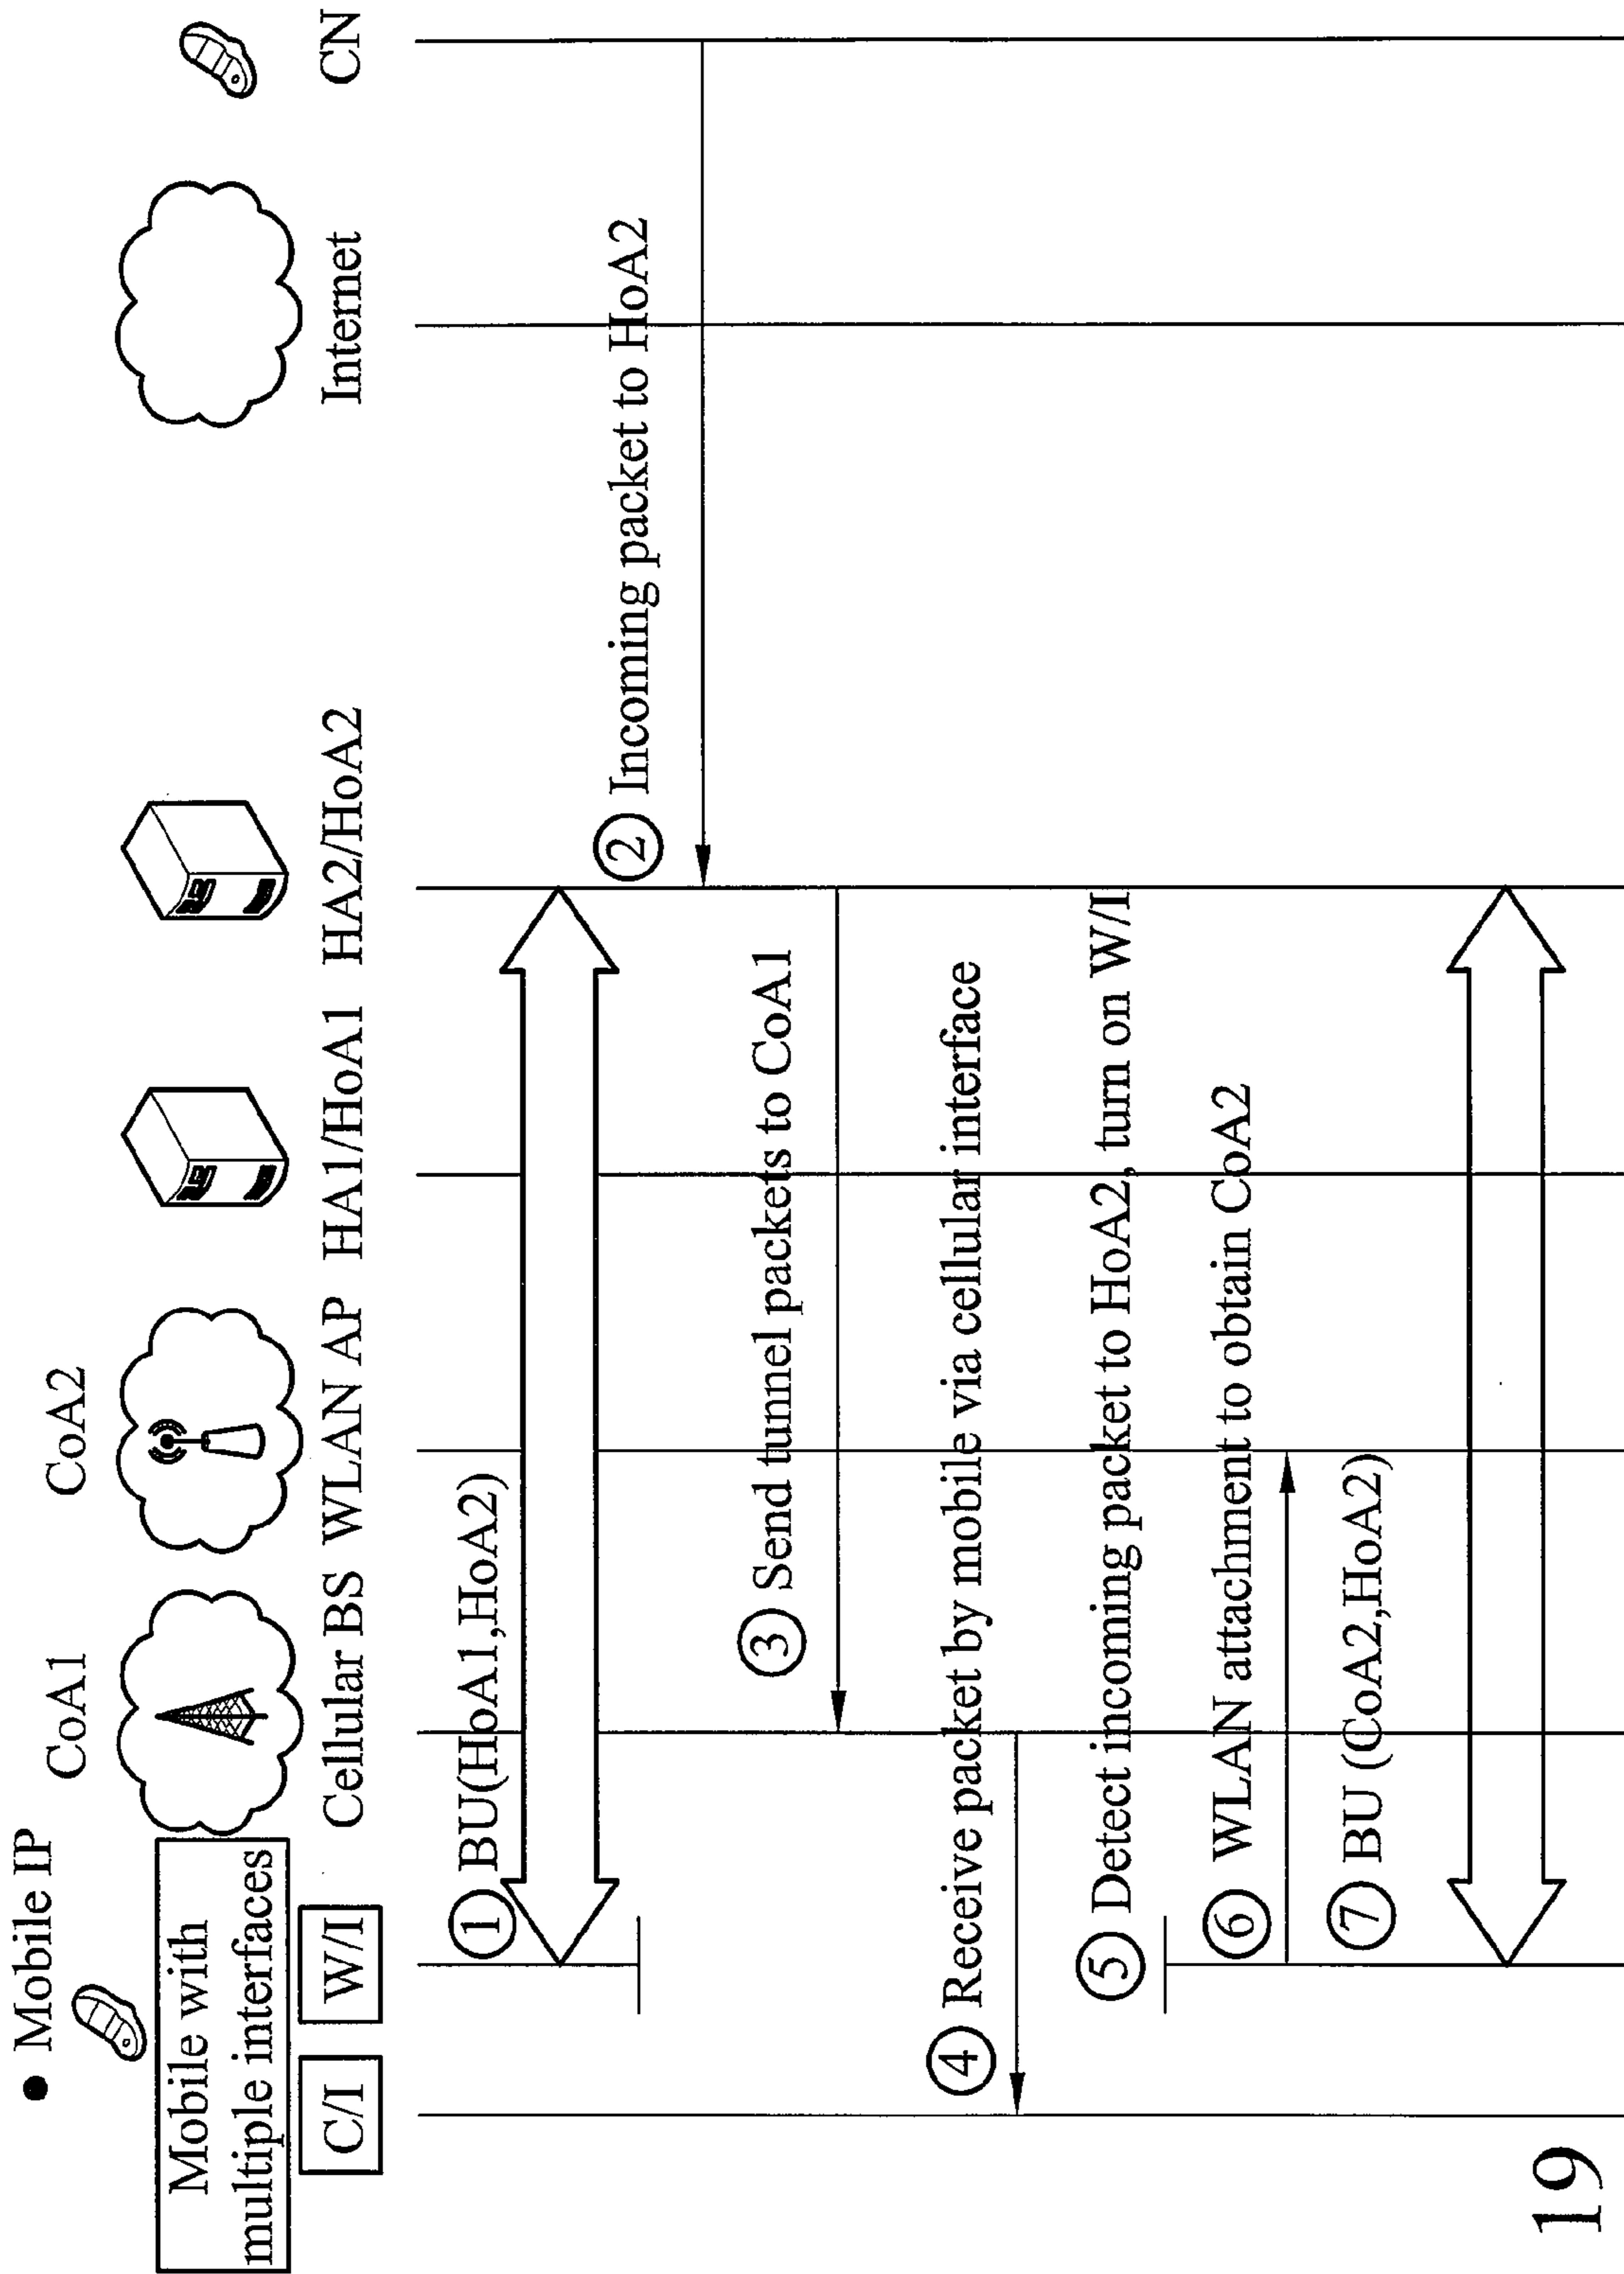 • Mobile IP
CoA1
CoA2
Mobile with
multiple interfaces
C/I
W/I
Cellular BS
WLAN AP
HA1/HoA1
HA2/HoA2
Internet
CN
① BU(HoA1,HoA2)
② Incoming packet to HoA2
③ Send tunnel packets to CoA1
④ Receive packet by mobile via cellular interface
⑤ Detect incoming packet to HoA2, turn on W/I
⑥ WLAN attachment to obtain CoA2
⑦ BU (CoA2,HoA2)
19